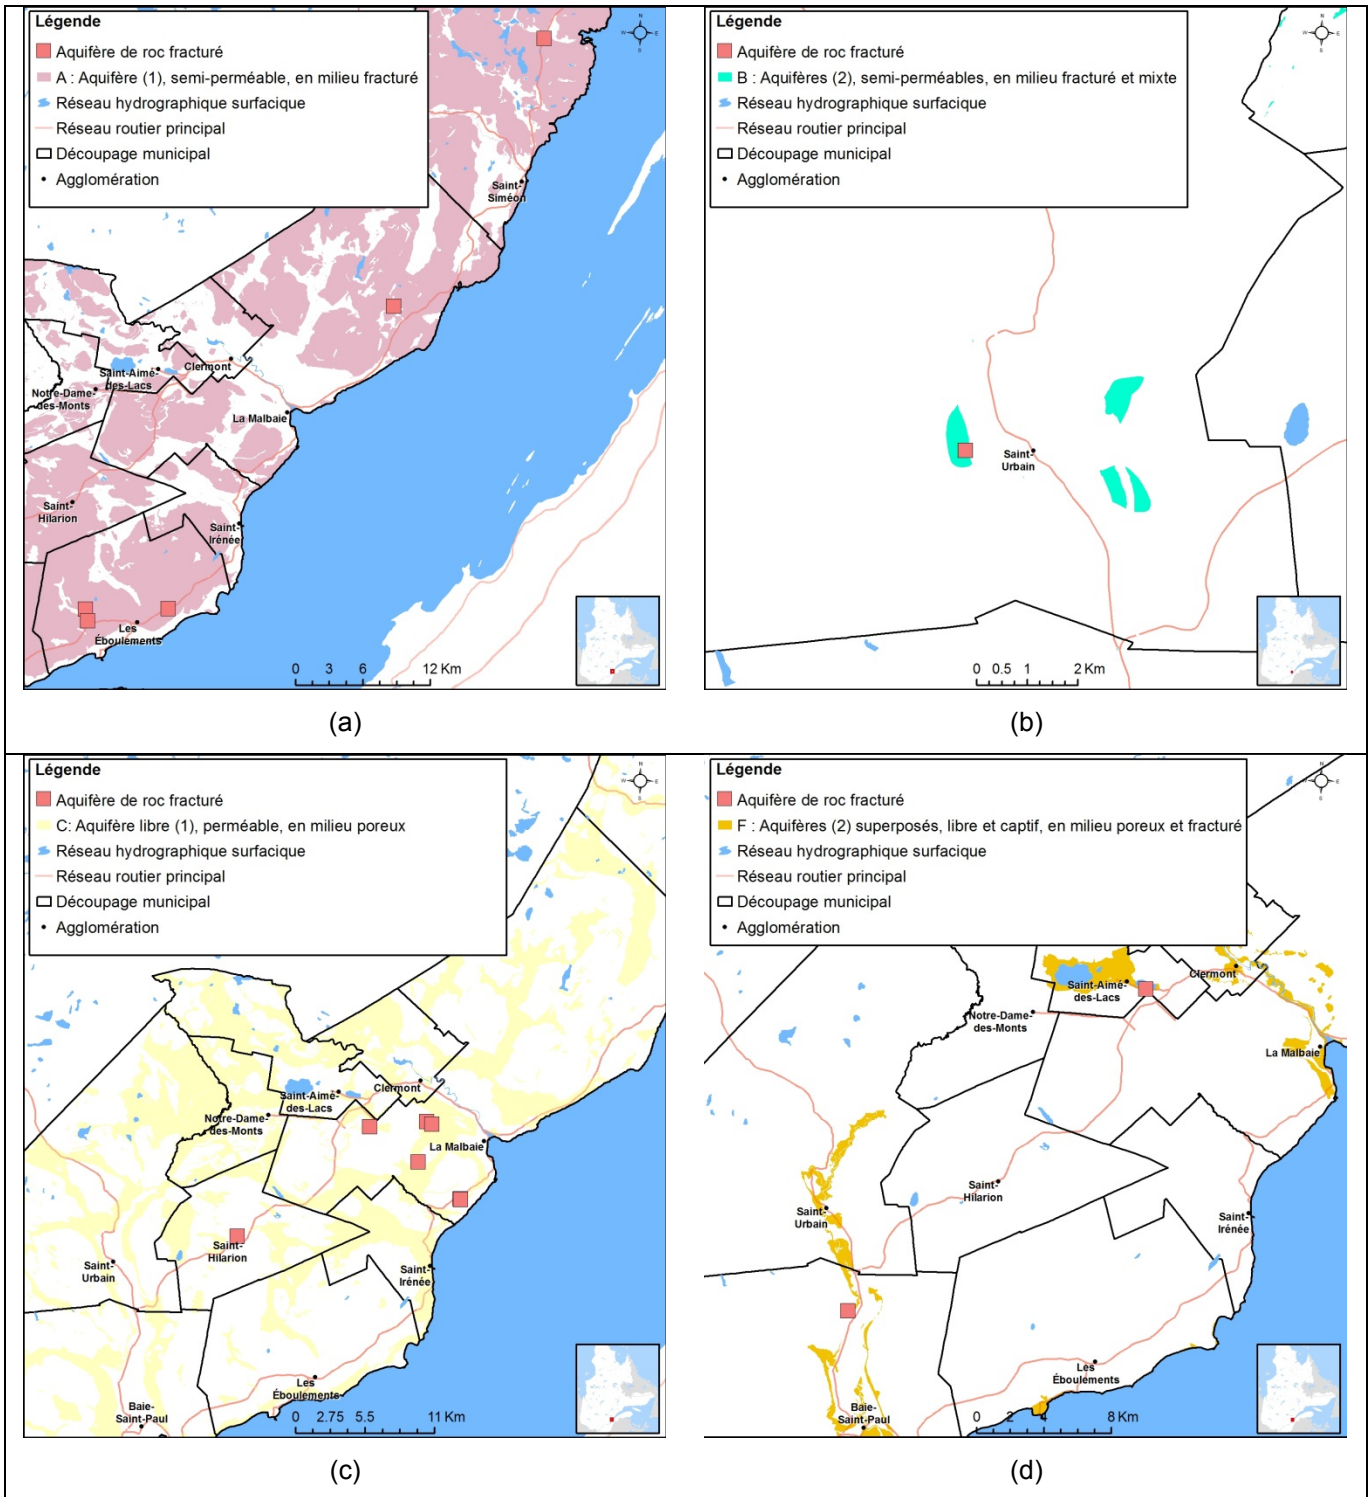 Légende
Aquifère de roc fracturé
A : Aquifère (1), semi-perméable, en milieu fracturé
Réseau hydrographique surfacique
Réseau routier principal
Découpage municipal
Agglomération
N
W
E
S
Saint-
Siméon
Clermont
Saint-Aimé-
des-Lacs
Notre-Dame-
des-Monts
La Malbaie
Saint-
Hilarion
Saint-
Irénée
Les
Éboulements
0 3 6 12 Km
(a)
Légende
Aquifère de roc fracturé
B : Aquifères (2), semi-perméables, en milieu fracturé et mixte
Réseau hydrographique surfacique
Réseau routier principal
Découpage municipal
Agglomération
N
W
E
S
Saint-
Urbain
0 0.5 1 2 Km
(b)
Légende
Aquifère de roc fracturé
C: Aquifère libre (1), perméable, en milieu poreux
Réseau hydrographique surfacique
Réseau routier principal
Découpage municipal
Agglomération
N
W
E
S
Clermont
Saint-Aimé-
des-Lacs
Notre-Dame-
des-Monts
La Malbaie
Saint-
Hilarion
Saint-
Urbain
Saint-
Irénée
Les
Éboulements
Baie-
Saint-Paul
0 2.75 5.5 11 Km
(c)
Légende
Aquifère de roc fracturé
F : Aquifères (2) superposés, libre et captif, en milieu poreux et fracturé
Réseau hydrographique surfacique
Réseau routier principal
Découpage municipal
Agglomération
N
W
E
S
Clermont
Saint-Aimé-
des-Lacs
Notre-Dame-
des-Monts
La Malbaie
Saint-
Hilarion
Saint-
Urbain
Saint-
Irénée
Les
Éboulements
Baie-
Saint-Paul
0 2 4 8 Km
(d)